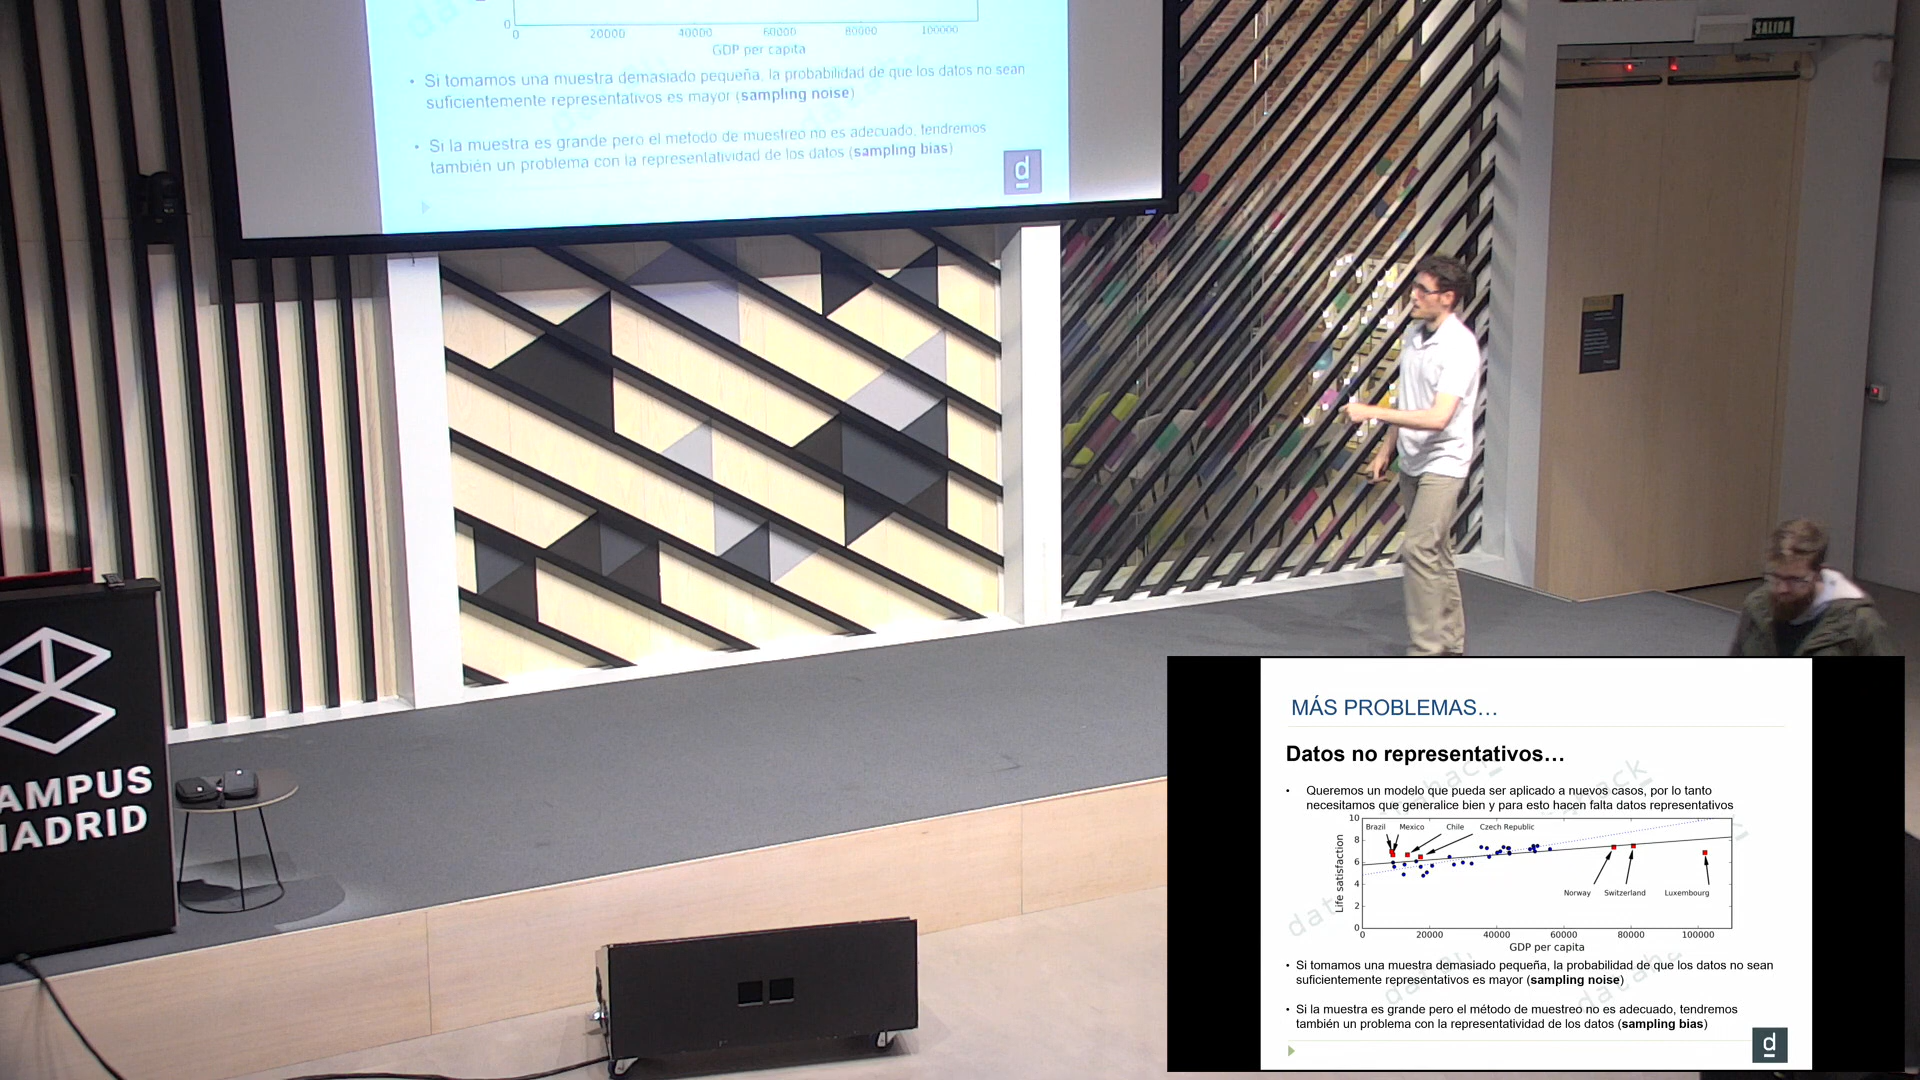 0
0
20000
40000
60000
80000
100000
GDP per capita
• Si tomamos una muestra demasiado pequeña, la probabilidad de que los datos no sean
suficientemente representativos es mayor (sampling noise)
• Si la muestra es grande pero el método de muestreo no es adecuado, tendremos
también un problema con la representatividad de los datos (sampling bias)
d
SALIDA
AMPUS
MADRID
MÁS PROBLEMAS…
Datos no representativos…
• Queremos un modelo que pueda ser aplicado a nuevos casos, por lo tanto
necesitamos que generalice bien y para esto hacen falta datos representativos
10
8
6
4
2
0
Life satisfaction
Brazil
Mexico
Chile
Czech Republic
Norway
Switzerland
Luxembourg
0
20000
40000
60000
80000
100000
GDP per capita
• Si tomamos una muestra demasiado pequeña, la probabilidad de que los datos no sean
suficientemente representativos es mayor (sampling noise)
• Si la muestra es grande pero el método de muestreo no es adecuado, tendremos
también un problema con la representatividad de los datos (sampling bias)
d